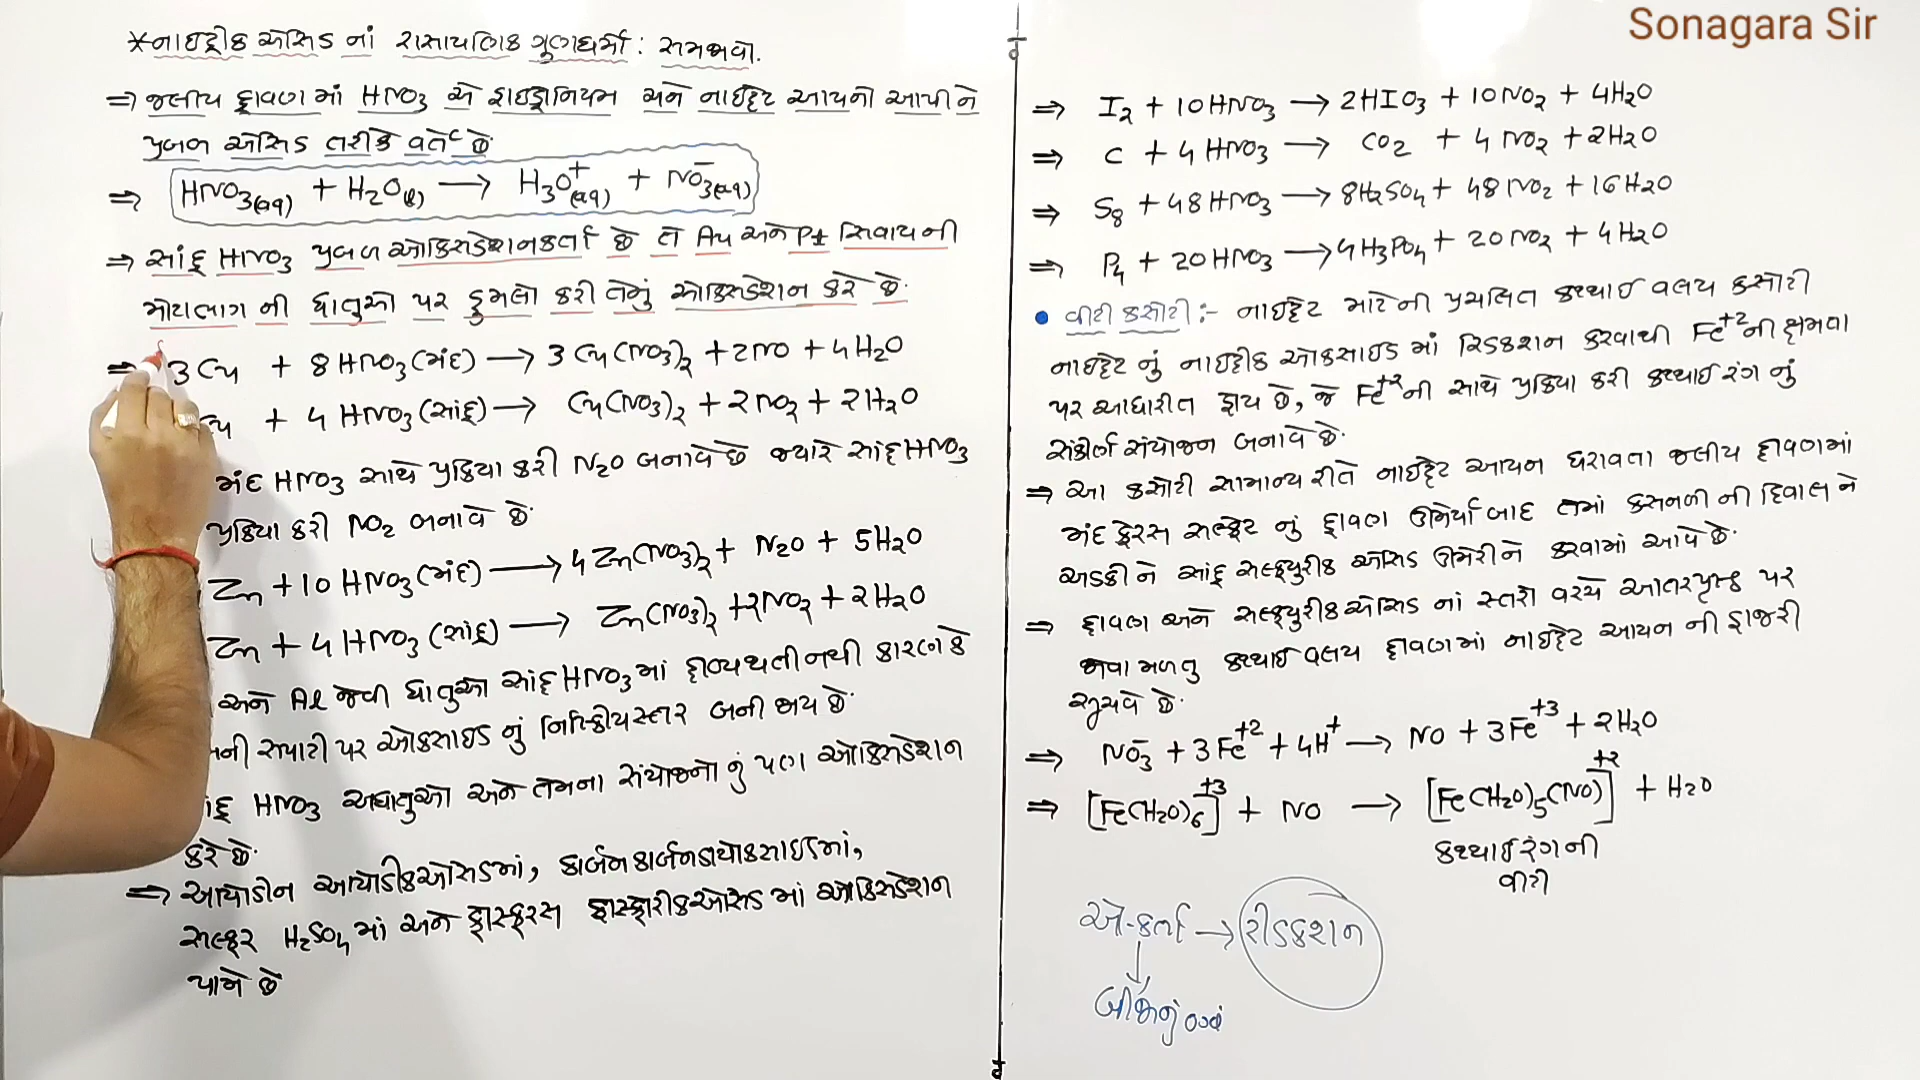 Sonagara Sir
*નાઇટ્રીક એસિડ નાં રાસાયણિક ગુણધર્મો : સમજાવો.
⇒ જલીય દ્રાવણ માં HNO3 એ હાઇડ્રોનિયમ અને નાઇટ્રેટ આયનો આપીને
પ્રબળ એસિડ તરીકે વર્તે છે.
⇒ HNO3(aq) + H2O(l) ⟶ H3O+(aq) + NO3−(aq)
⇒ સાંદ્ર HNO3 પ્રબળ ઓક્સિડેશનકર્તા છે તે Au અને Pt સિવાય ની
મોટાભાગ ની ધાતુઓ પર હુમલો કરી તેનું ઓક્સિડેશન કરે છે.
⇒ 3Cu + 8HNO3(મંદ) ⟶ 3Cu(NO3)2 + 2NO + 4H2O
Cu + 4HNO3(સાંદ્ર) ⟶ Cu(NO3)2 + 2NO2 + 2H2O
મંદ HNO3 સાથે પ્રક્રિયા કરી N2O બનાવે છે જ્યારે સાંદ્ર HNO3
પ્રક્રિયા કરી NO2 બનાવે છે.
Zn + 10HNO3(મંદ) ⟶ 4Zn(NO3)2 + N2O + 5H2O
Zn + 4HNO3(સાંદ્ર) ⟶ Zn(NO3)2 + 2NO2 + 2H2O
અને Al જેવી ધાતુઓ સાંદ્ર HNO3માં દ્રાવ્ય થતી નથી કારણ કે
સપાટી પર ઓક્સાઇડ નું નિષ્ક્રીય સ્તર બની જાય છે.
HNO3 અધાતુઓ અને તેમના સંયોજનો નું પણ ઓક્સિડેશન
કરે છે.
⇒ આયોડીન આયોડીક એસિડમાં, કાર્બન કાર્બનડાયોક્સાઇડમાં,
સલ્ફર H2SO4માં અને ફોસ્ફરસ ફોસ્ફોરીક એસિડ માં ઓક્સિડેશન
પામે છે
⇒ I2 + 10HNO3 ⟶ 2HIO3 + 10NO2 + 4H2O
⇒ C + 4HNO3 ⟶ CO2 + 4NO2 + 2H2O
⇒ S8 + 48HNO3 ⟶ 8H2SO4 + 48NO2 + 16H2O
⇒ P4 + 20HNO3 ⟶ 4H3PO4 + 20NO2 + 4H2O
● વીંટી કસોટી :- નાઇટ્રેટ માટેની પ્રચલિત કથ્થાઇ વલય કસોટી
નાઇટ્રેટ નું નાઇટ્રીક ઓક્સાઇડ માં રિડક્શન કરવાથી Fe+2ની ક્ષમતા
પર આધારીત હોય છે, જે Fe+2ની સાથે પ્રક્રિયા કરી કથ્થાઇ રંગ નું
સંકીર્ણ સંયોજન બનાવે છે.
⇒ આ કસોટી સામાન્ય રીતે નાઇટ્રેટ આયન ધરાવતા જલીય દ્રાવણમાં
મંદ ફેરસ સલ્ફેટ નું દ્રાવણ ઊમેર્યા બાદ તેમાં કસનળી ની દિવાલ ને
અડકીને સાંદ્ર સલ્ફ્યુરીક એસિડ ઊમેરીને કરવામાં આવે છે.
⇒ દ્રાવણ અને સલ્ફ્યુરીક એસિડ નાં સ્તરો વચ્ચે આંતરપૃષ્ઠ પર
જોવા મળતુ કથ્થાઇ વલય દ્રાવણમાં નાઇટ્રેટ આયન ની હાજરી
સૂચવે છે.
⇒ NO3− + 3Fe+2 + 4H+ ⟶ NO + 3Fe+3 + 2H2O
⇒ [Fe(H2O)6]+3 + NO ⟶ [Fe(H2O)5(NO)]+2 + H2O
કથ્થાઇ રંગની
વીંટી
ઓ-કર્તા → રીડક્શન
↓
બીજાનું